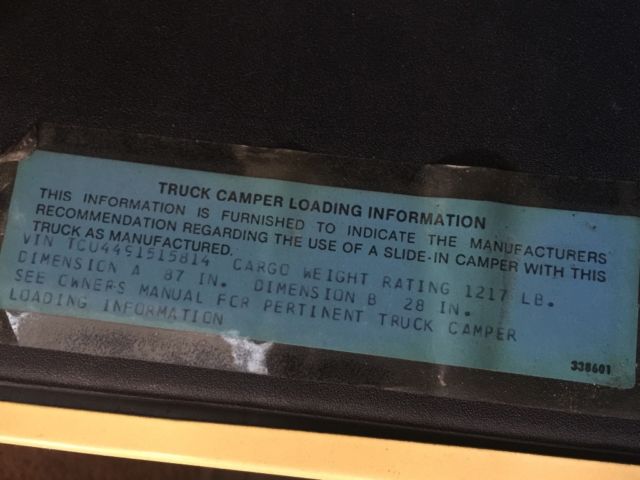 TRUCK CAMPER LOADING INFORMATION
THIS INFORMATION IS FURNISHED TO INDICATE THE MANUFACTURERS
RECOMMENDATION REGARDING THE USE OF A SLIDE-IN CAMPER WITH THIS
TRUCK AS MANUFACTURED.
VIN TCU4491515814 CARGO WEIGHT RATING 1217 LB.
DIMENSION A 87 IN. DIMENSION B 28 IN.
SEE OWNERS MANUAL FOR PERTINENT TRUCK CAMPER
LOADING INFORMATION
338601